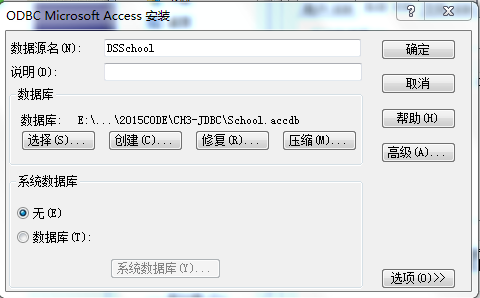 ODBC Microsoft Access 安装
数据源名(N): DSSchool 确定
说明(D): 取消
数据库
数据库: E:\...\2015CODE\CH3-JDBC\School.accdb 帮助(H)
选择(S)... 创建(C)... 修复(R)... 压缩(M)... 高级(A)...
系统数据库
无(E)
数据库(T):
系统数据库(Y)...
选项(O)>>